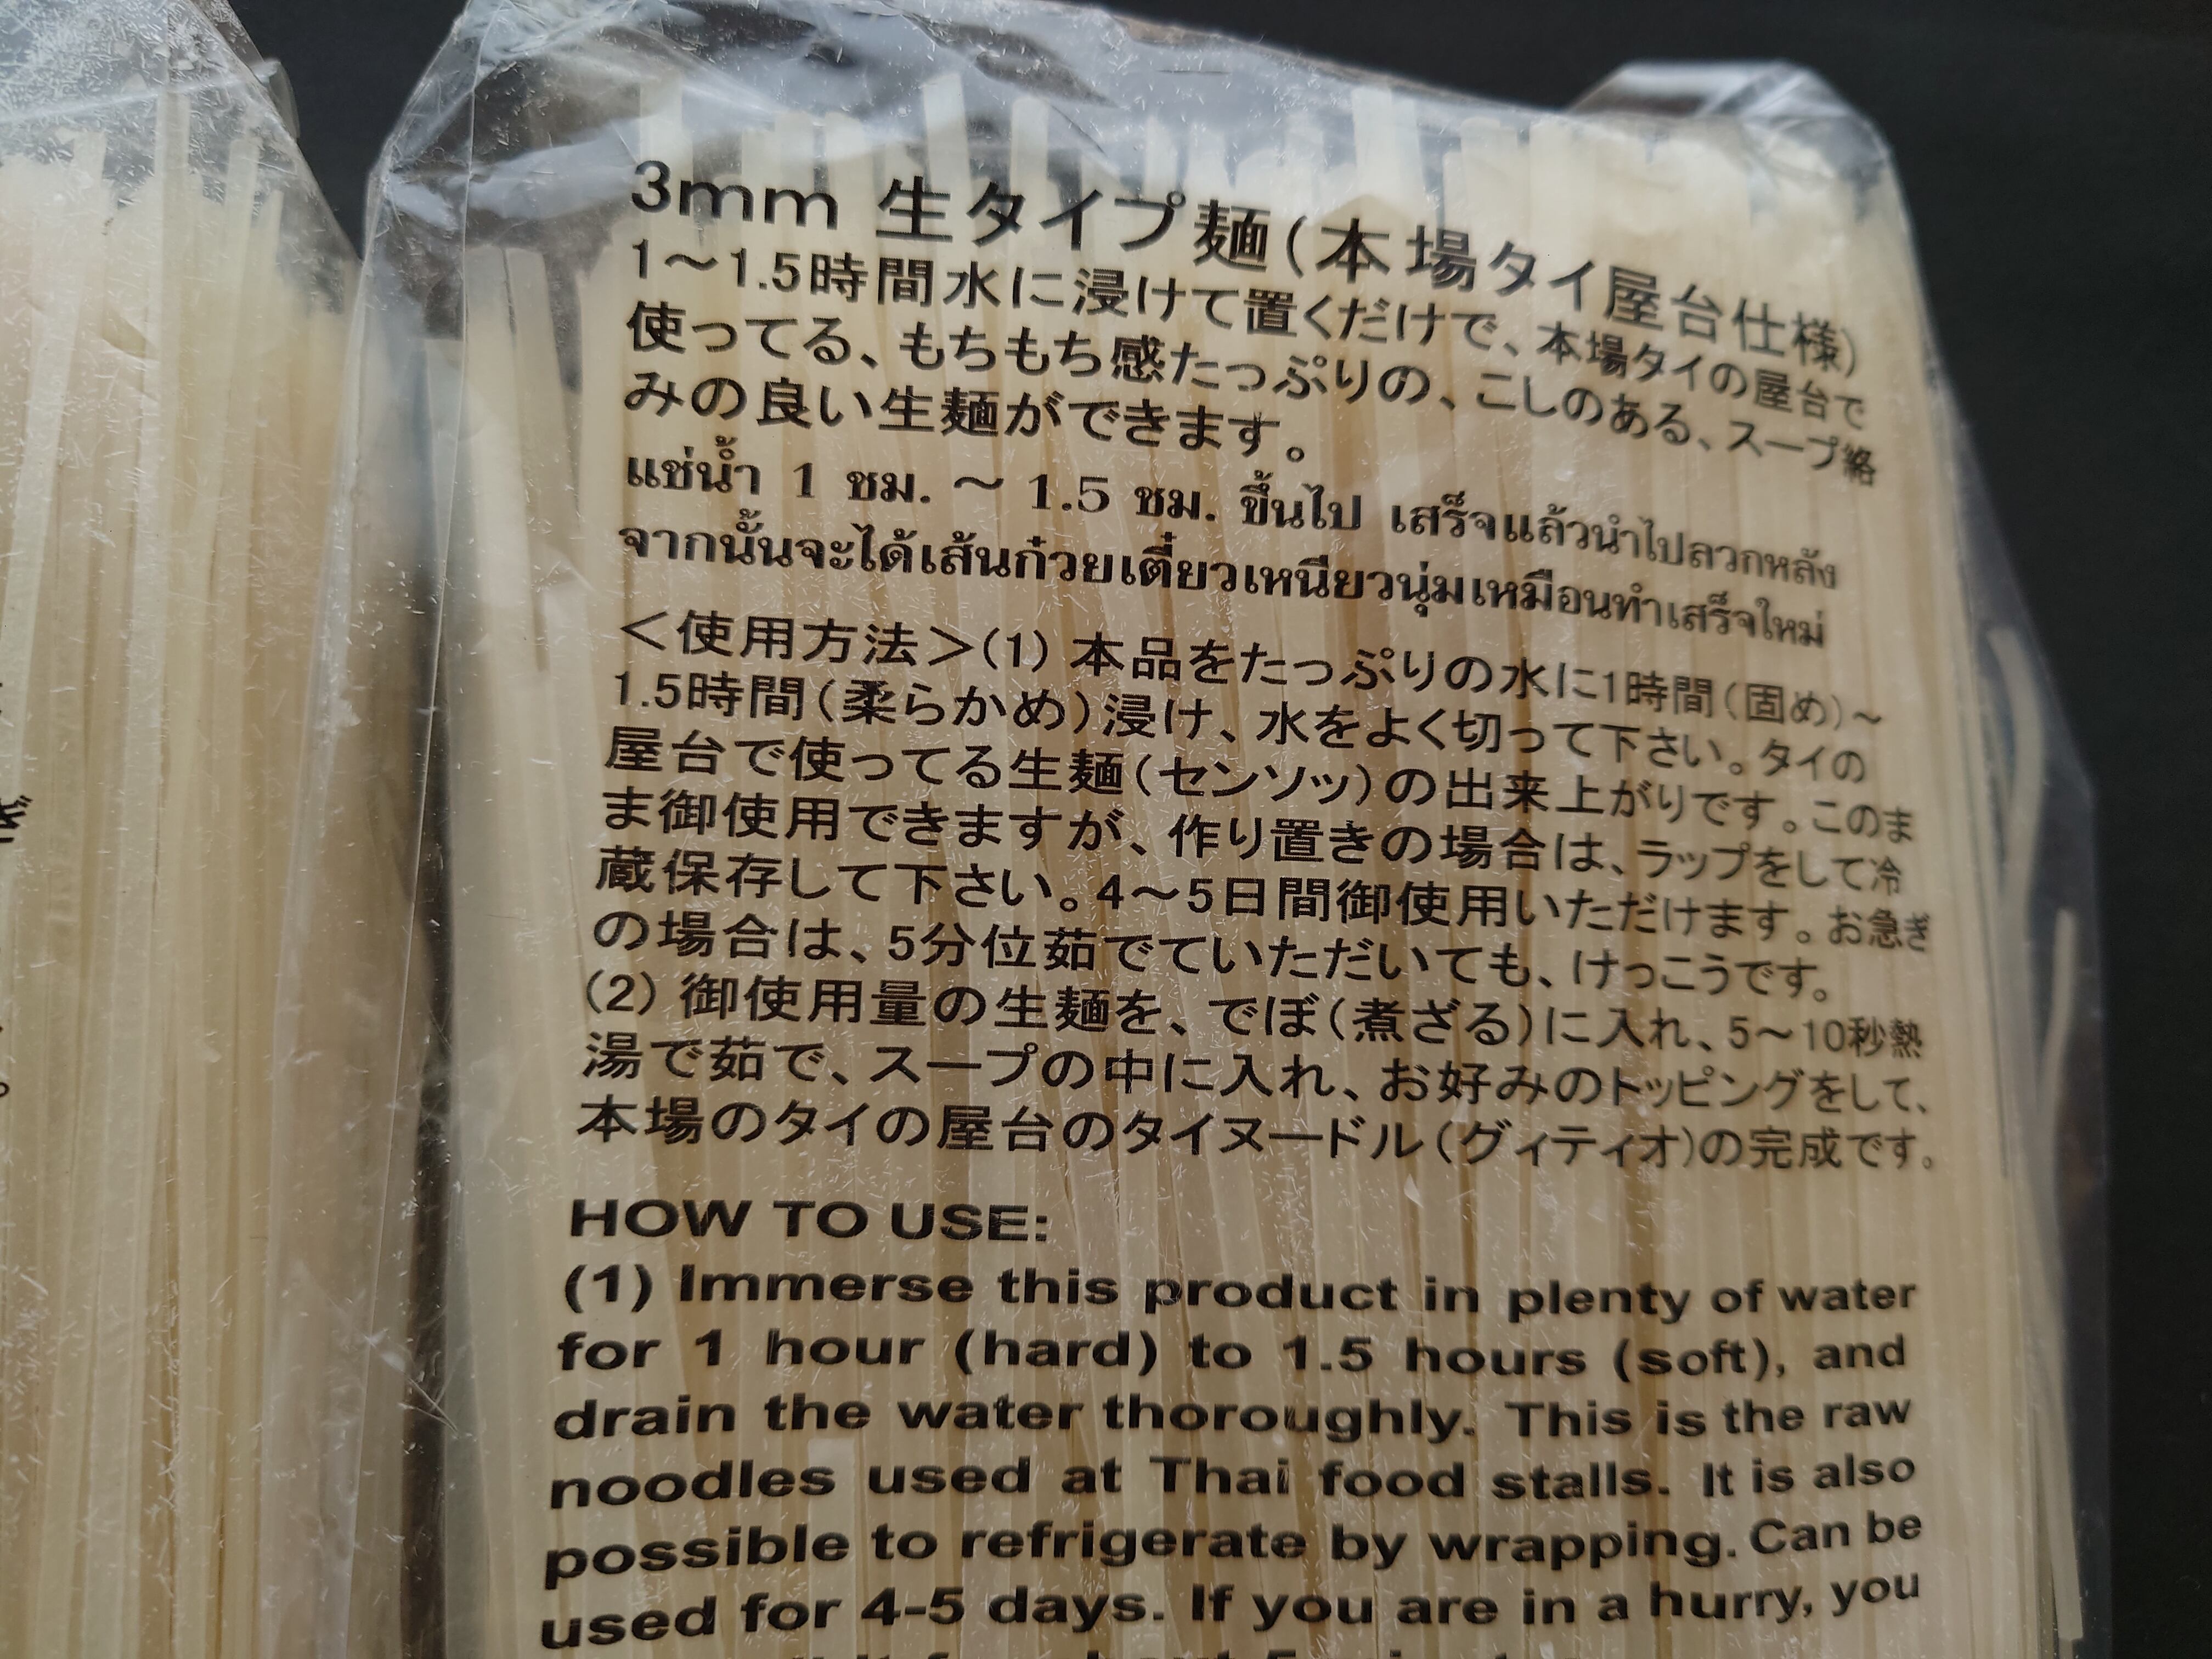 3mm 生タイプ麺(本場タイ屋台仕様)
1～1.5時間水に浸けて置くだけで、本場タイの屋台で
使ってる、もちもち感たっぷりの、こしのある、スープ絡
みの良い生麺ができます。
แช่น้ำ 1 ชม. ～ 1.5 ชม. ขึ้นไป เสร็จแล้วนำไปลวกหลัง
จากนั้นจะได้เส้นก๋วยเตี๋ยวเหนียวนุ่มเหมือนทำเสร็จใหม่
＜使用方法＞(1) 本品をたっぷりの水に1時間(固め)～
1.5時間(柔らかめ)浸け、水をよく切って下さい。タイの
屋台で使ってる生麺(センソッ)の出来上がりです。このま
ま御使用できますが、作り置きの場合は、ラップをして冷
蔵保存して下さい。4～5日間御使用いただけます。お急ぎ
の場合は、5分位茹でていただいても、けっこうです。
(2) 御使用量の生麺を、でぼ(煮ざる)に入れ、5～10秒熱
湯で茹で、スープの中に入れ、お好みのトッピングをして、
本場のタイの屋台のタイヌードル(グィティオ)の完成です。
HOW TO USE:
(1) Immerse this product in plenty of water
for 1 hour (hard) to 1.5 hours (soft), and
drain the water thoroughly. This is the raw
noodles used at Thai food stalls. It is also
possible to refrigerate by wrapping. Can be
used for 4-5 days. If you are in a hurry, you